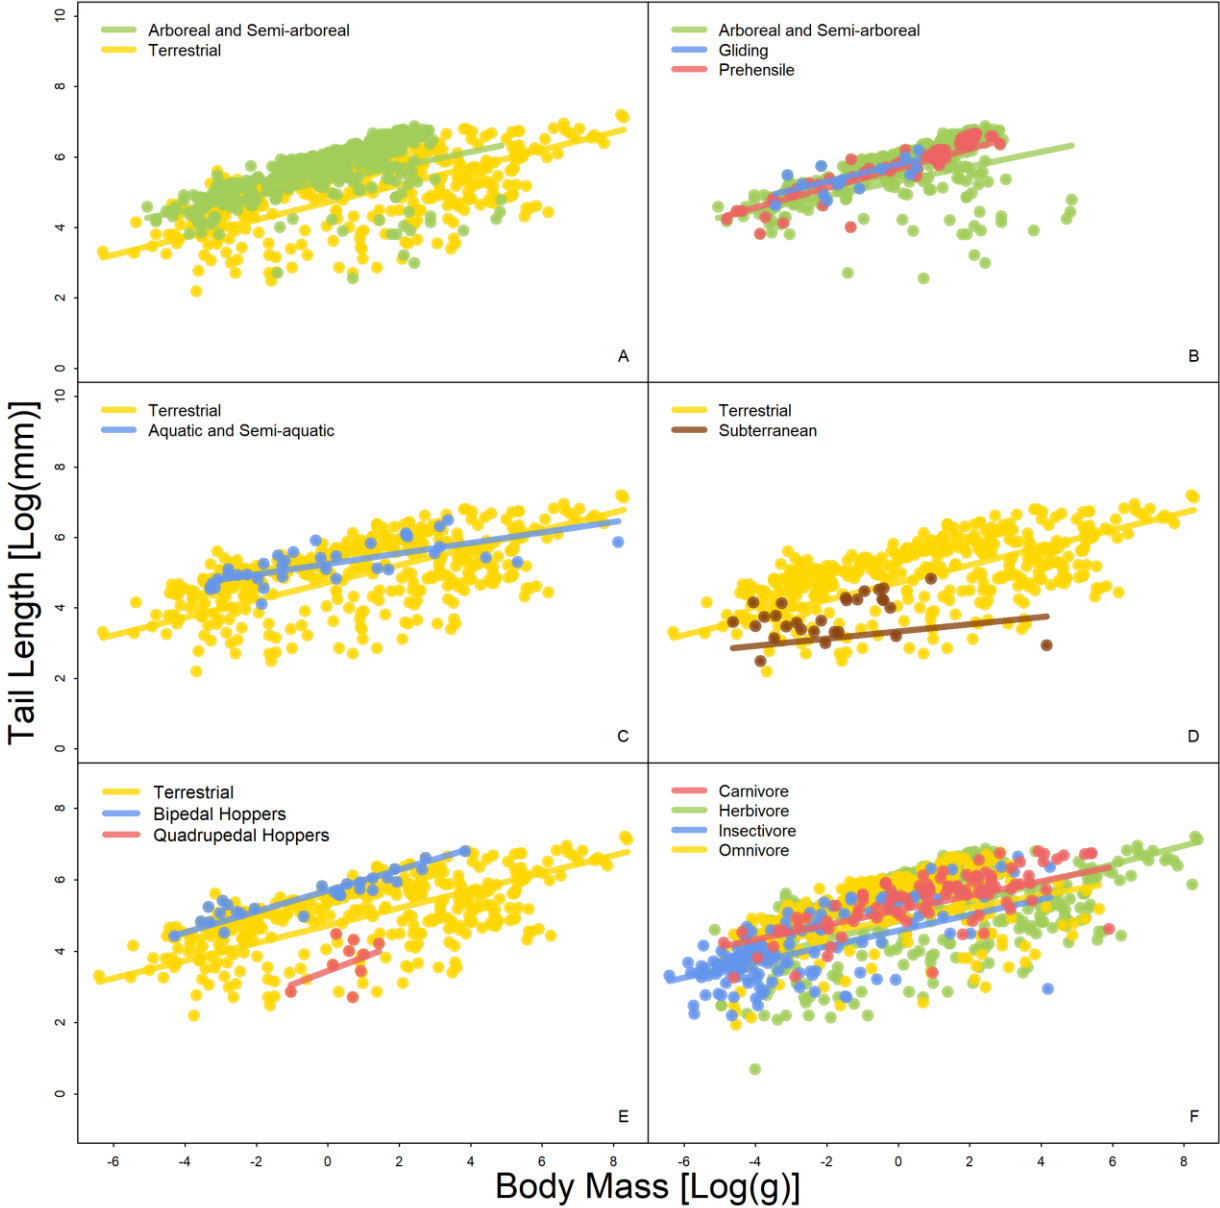 10
8
6
4
2
0
Arboreal and Semi-arboreal
Terrestrial
A
Arboreal and Semi-arboreal
Gliding
Prehensile
B
Tail Length [Log(mm)]
10
8
6
4
2
0
Terrestrial
Aquatic and Semi-aquatic
C
Terrestrial
Subterranean
D
8
6
4
2
0
Terrestrial
Bipedal Hoppers
Quadrupedal Hoppers
E
Carnivore
Herbivore
Insectivore
Omnivore
F
-6 -4 -2 0 2 4 6 8
-6 -4 -2 0 2 4 6 8
Body Mass [Log(g)]